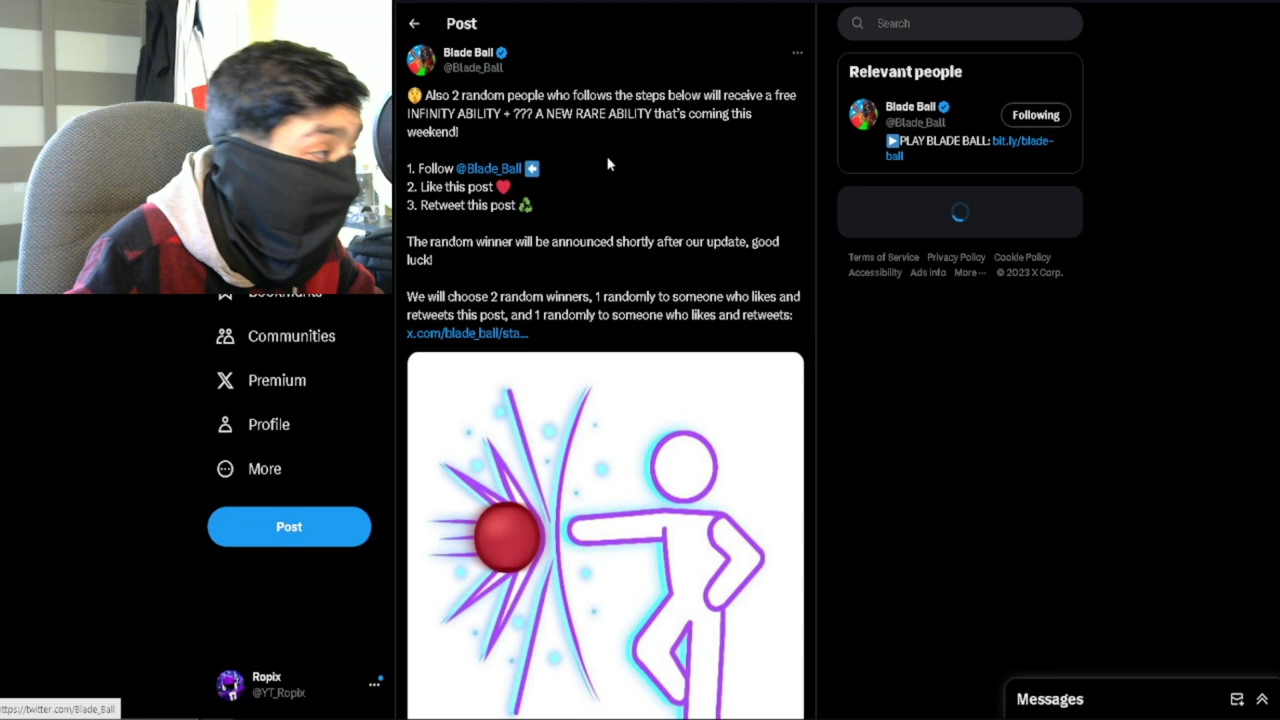 Post
Blade Ball
@Blade_Ball
Also 2 random people who follows the steps below will receive a free
INFINITY ABILITY + ??? A NEW RARE ABILITY that's coming this
weekend!
1. Follow @Blade_Ball
2. Like this post
3. Retweet this post
The random winner will be announced shortly after our update, good
luck!
We will choose 2 random winners, 1 randomly to someone who likes and
retweets this post, and 1 randomly to someone who likes and retweets:
x.com/blade_ball/sta...
Search
Relevant people
Blade Ball
@Blade_Ball
Following
PLAY BLADE BALL: bit.ly/blade-
ball
Terms of Service Privacy Policy Cookie Policy
Accessibility Ads info More ··· © 2023 X Corp.
Bookmarks
Communities
Premium
Profile
More
Post
Ropix
@YT_Ropix
ttps://twitter.com/Blade_Ball
Messages